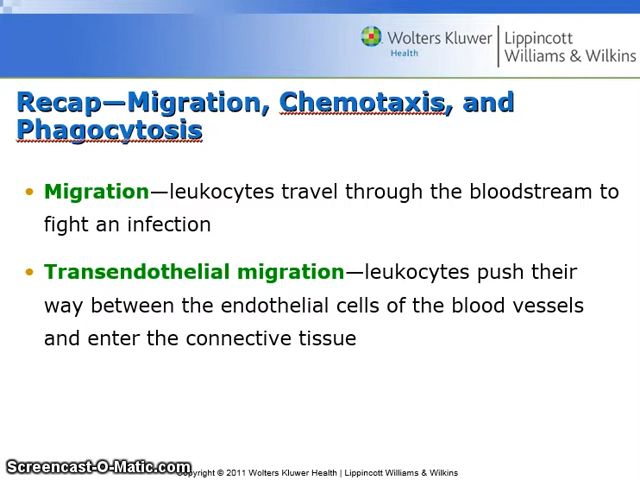 Wolters Kluwer
Health
Lippincott
Williams & Wilkins
Recap—Migration, Chemotaxis, and
Phagocytosis
• Migration—leukocytes travel through the bloodstream to
fight an infection
• Transendothelial migration—leukocytes push their
way between the endothelial cells of the blood vessels
and enter the connective tissue
Screencast-O-Matic.com
Copyright © 2011 Wolters Kluwer Health | Lippincott Williams & Wilkins